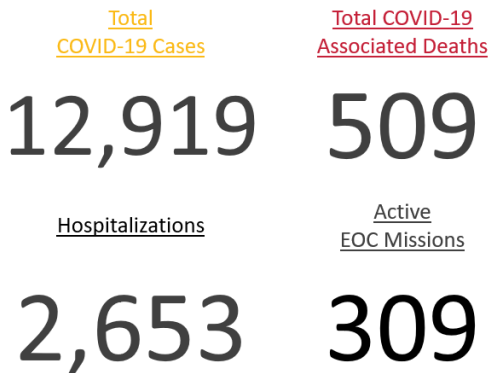 Total
COVID-19 Cases
12,919
Total COVID-19
Associated Deaths
509
Hospitalizations
2,653
Active
EOC Missions
309